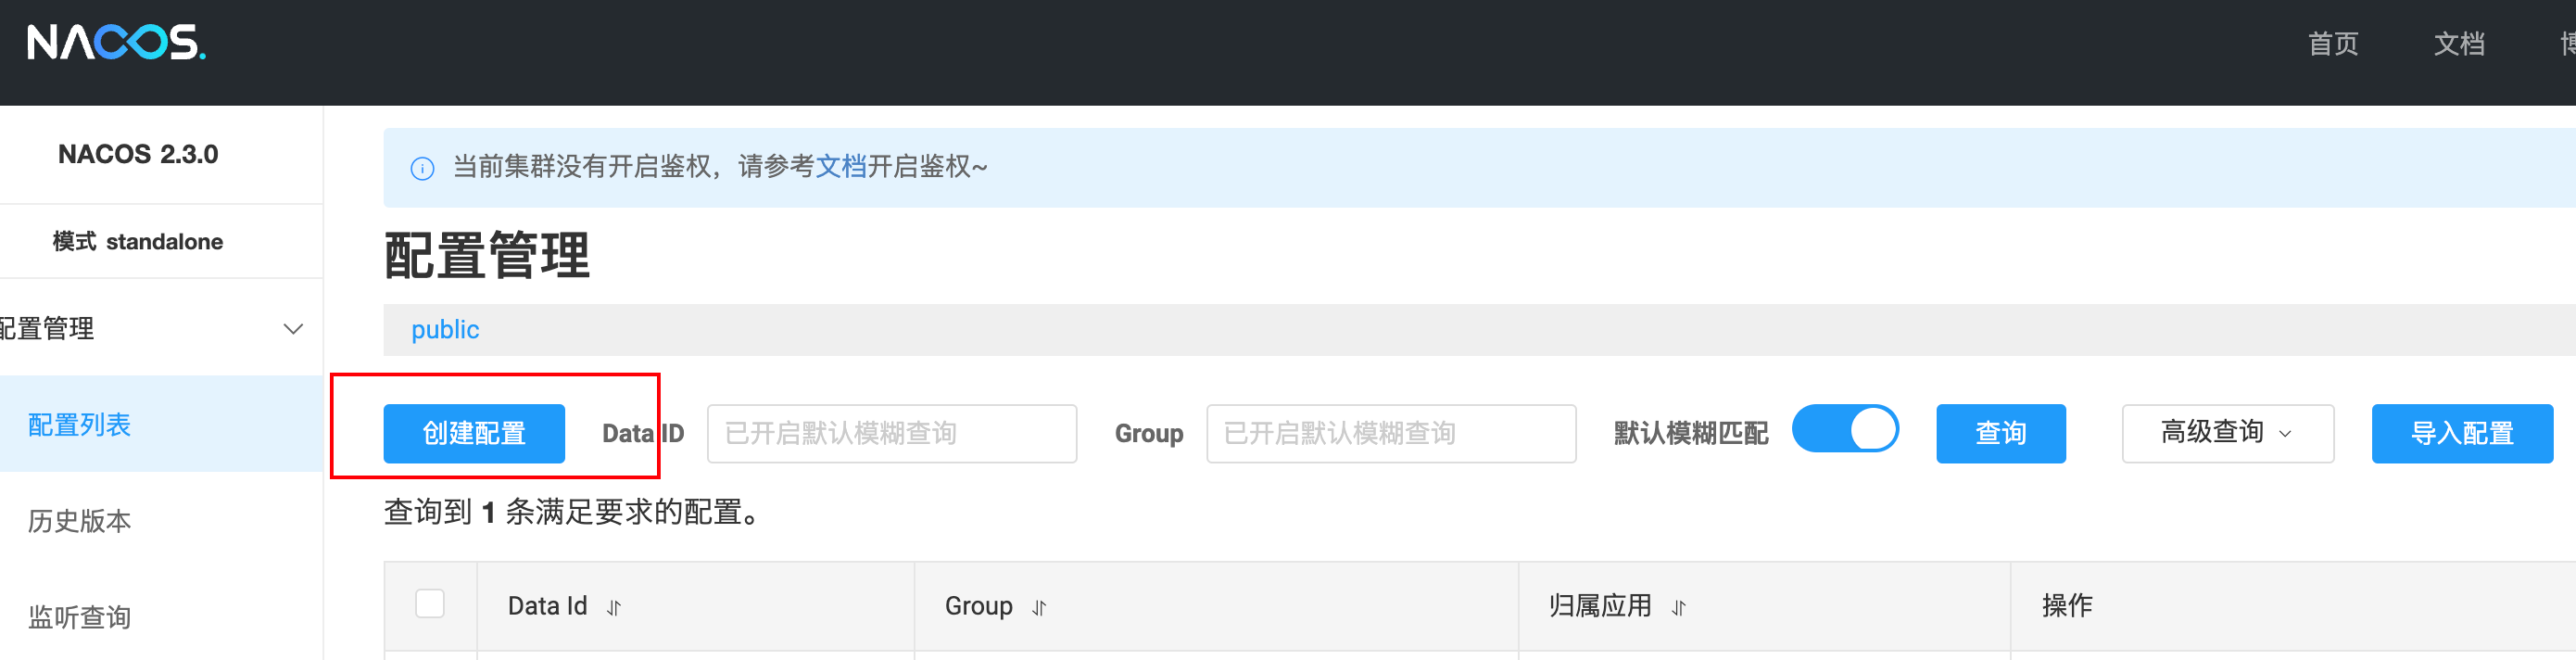 NACOS.
首页 文档
NACOS 2.3.0
模式 standalone
配置管理
配置列表
历史版本
监听查询
当前集群没有开启鉴权，请参考文档开启鉴权~
配置管理
public
创建配置 Data ID 已开启默认模糊查询 Group 已开启默认模糊查询 默认模糊匹配 查询 高级查询 导入配置
查询到 1 条满足要求的配置。
Data Id Group 归属应用 操作